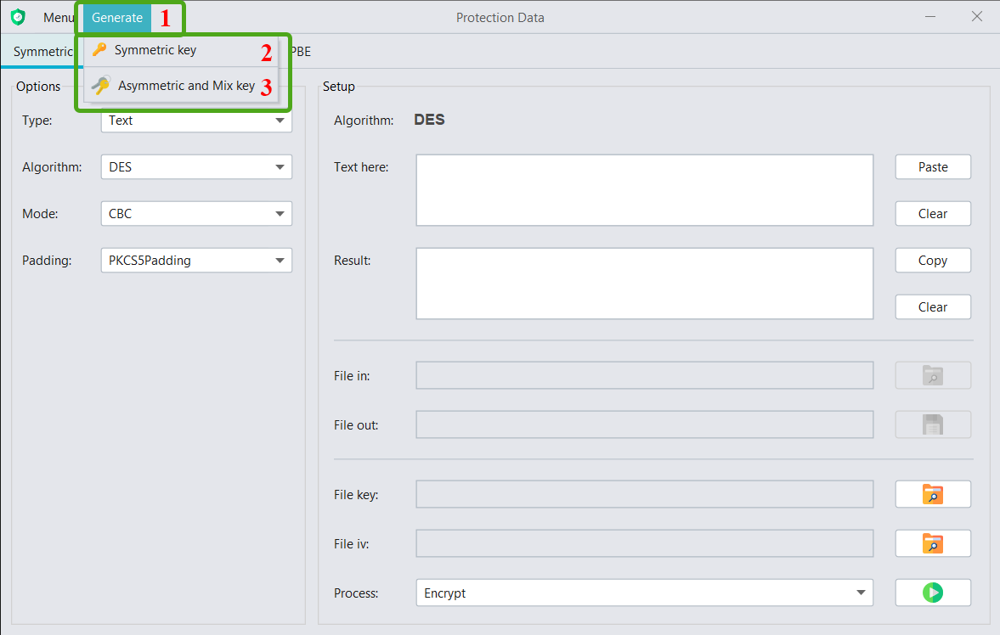 Menu Generate 1 Protection Data
Symmetric PBE
Symmetric key 2
Asymmetric and Mix key 3
Options
Type: Text
Algorithm: DES
Mode: CBC
Padding: PKCS5Padding
Setup
Algorithm: DES
Text here: Paste
Clear
Result: Copy
Clear
File in:
File out:
File key:
File iv:
Process: Encrypt